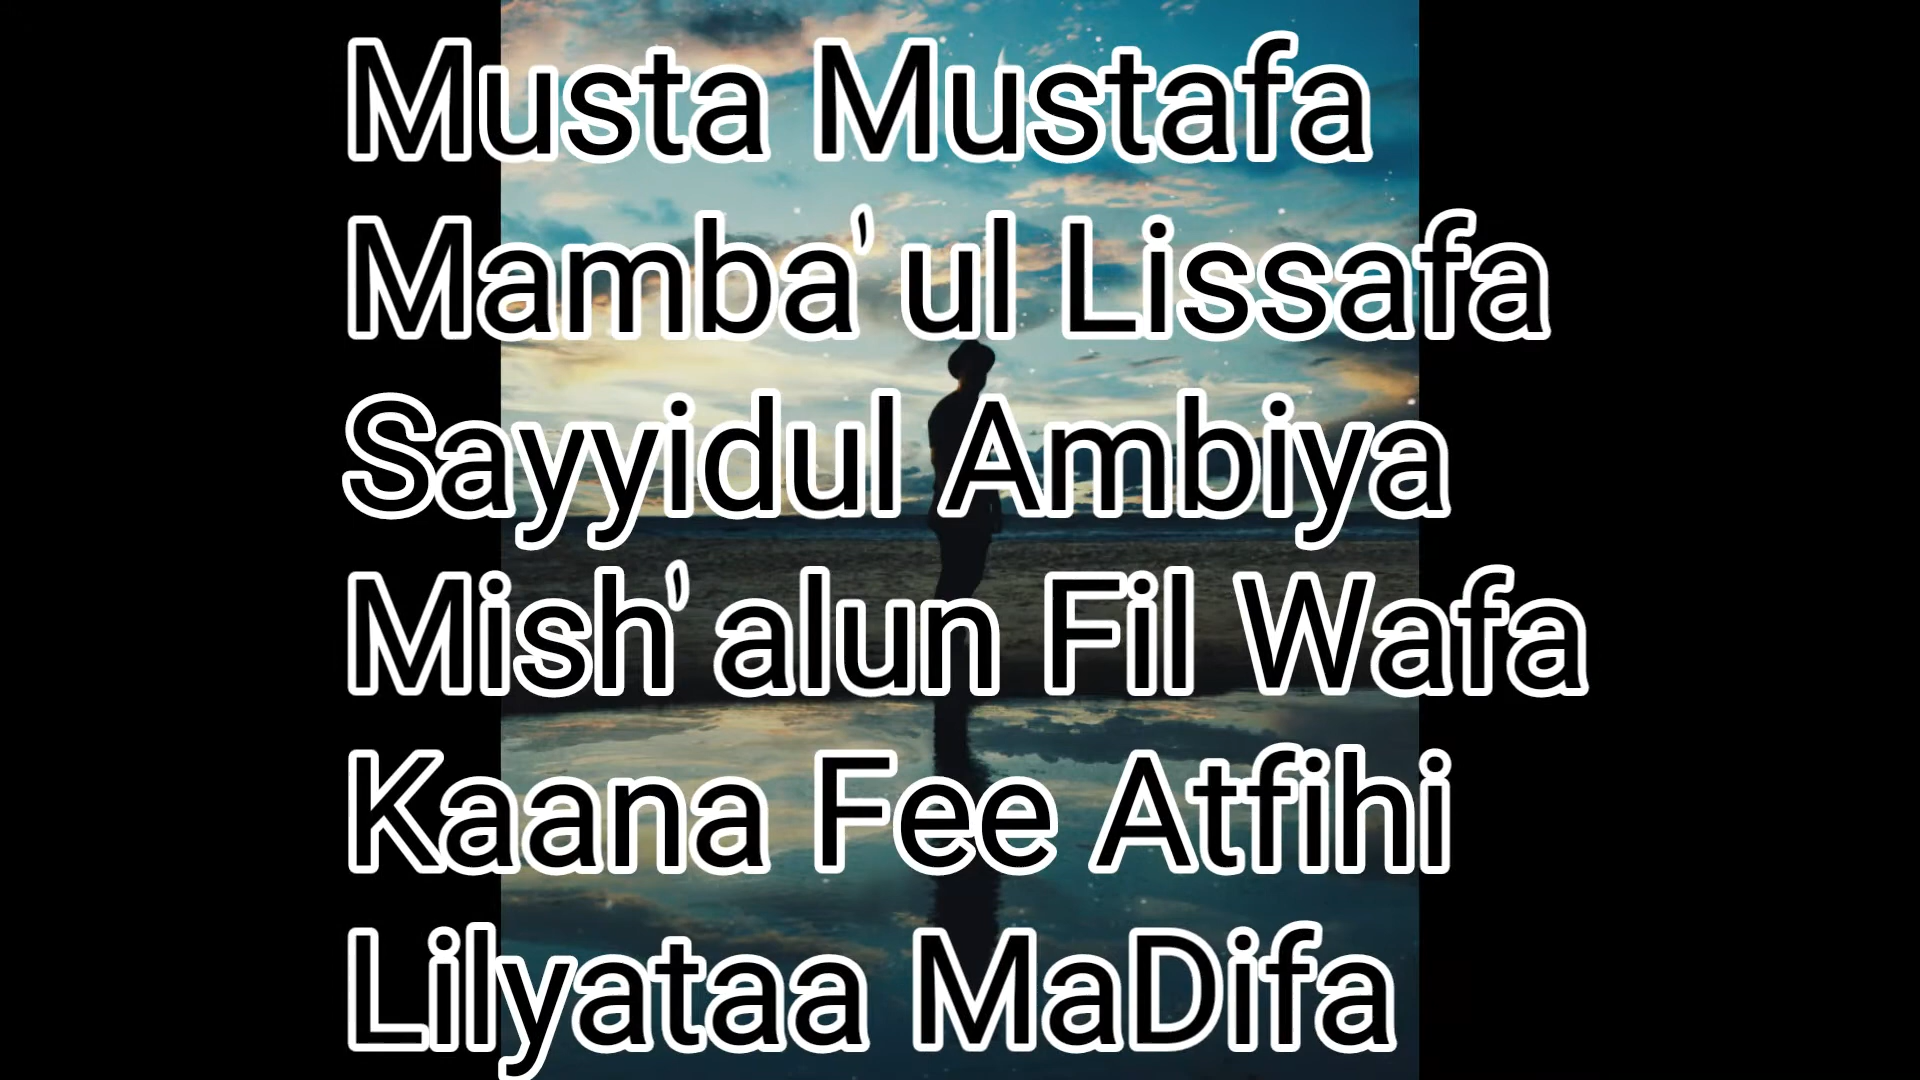 Musta Mustafa
Mamba' ul Lissafa
Sayyidul Ambiya
Mish' alun Fil Wafa
Kaana Fee Atfihi
Lilyataa MaDifa